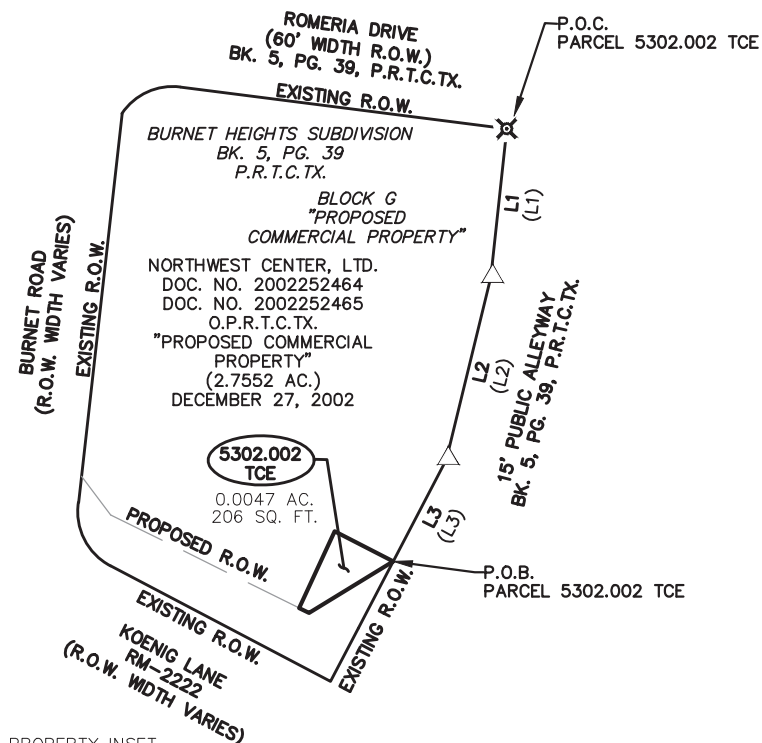 ROMERIA DRIVE
(60' WIDTH R.O.W.)
BK. 5, PG. 39, P.R.T.C.TX.
EXISTING R.O.W.
P.O.C.
PARCEL 5302.002 TCE
BURNET HEIGHTS SUBDIVISION
BK. 5, PG. 39
P.R.T.C.TX.
BLOCK G
"PROPOSED
COMMERCIAL PROPERTY"
NORTHWEST CENTER, LTD.
DOC. NO. 2002252464
DOC. NO. 2002252465
O.P.R.T.C.TX.
"PROPOSED COMMERCIAL
PROPERTY"
(2.7552 AC.)
DECEMBER 27, 2002
BURNET ROAD
(R.O.W. WIDTH VARIES)
EXISTING R.O.W.
L1
(L1)
L2
(L2)
15' PUBLIC ALLEYWAY
BK. 5, PG. 39, P.R.T.C.TX.
L3
(L3)
5302.002
TCE
0.0047 AC.
206 SQ. FT.
PROPOSED R.O.W.
P.O.B.
PARCEL 5302.002 TCE
EXISTING R.O.W.
EXISTING R.O.W.
KOENIG LANE
RM-2222
(R.O.W. WIDTH VARIES)
PROPERTY INSET